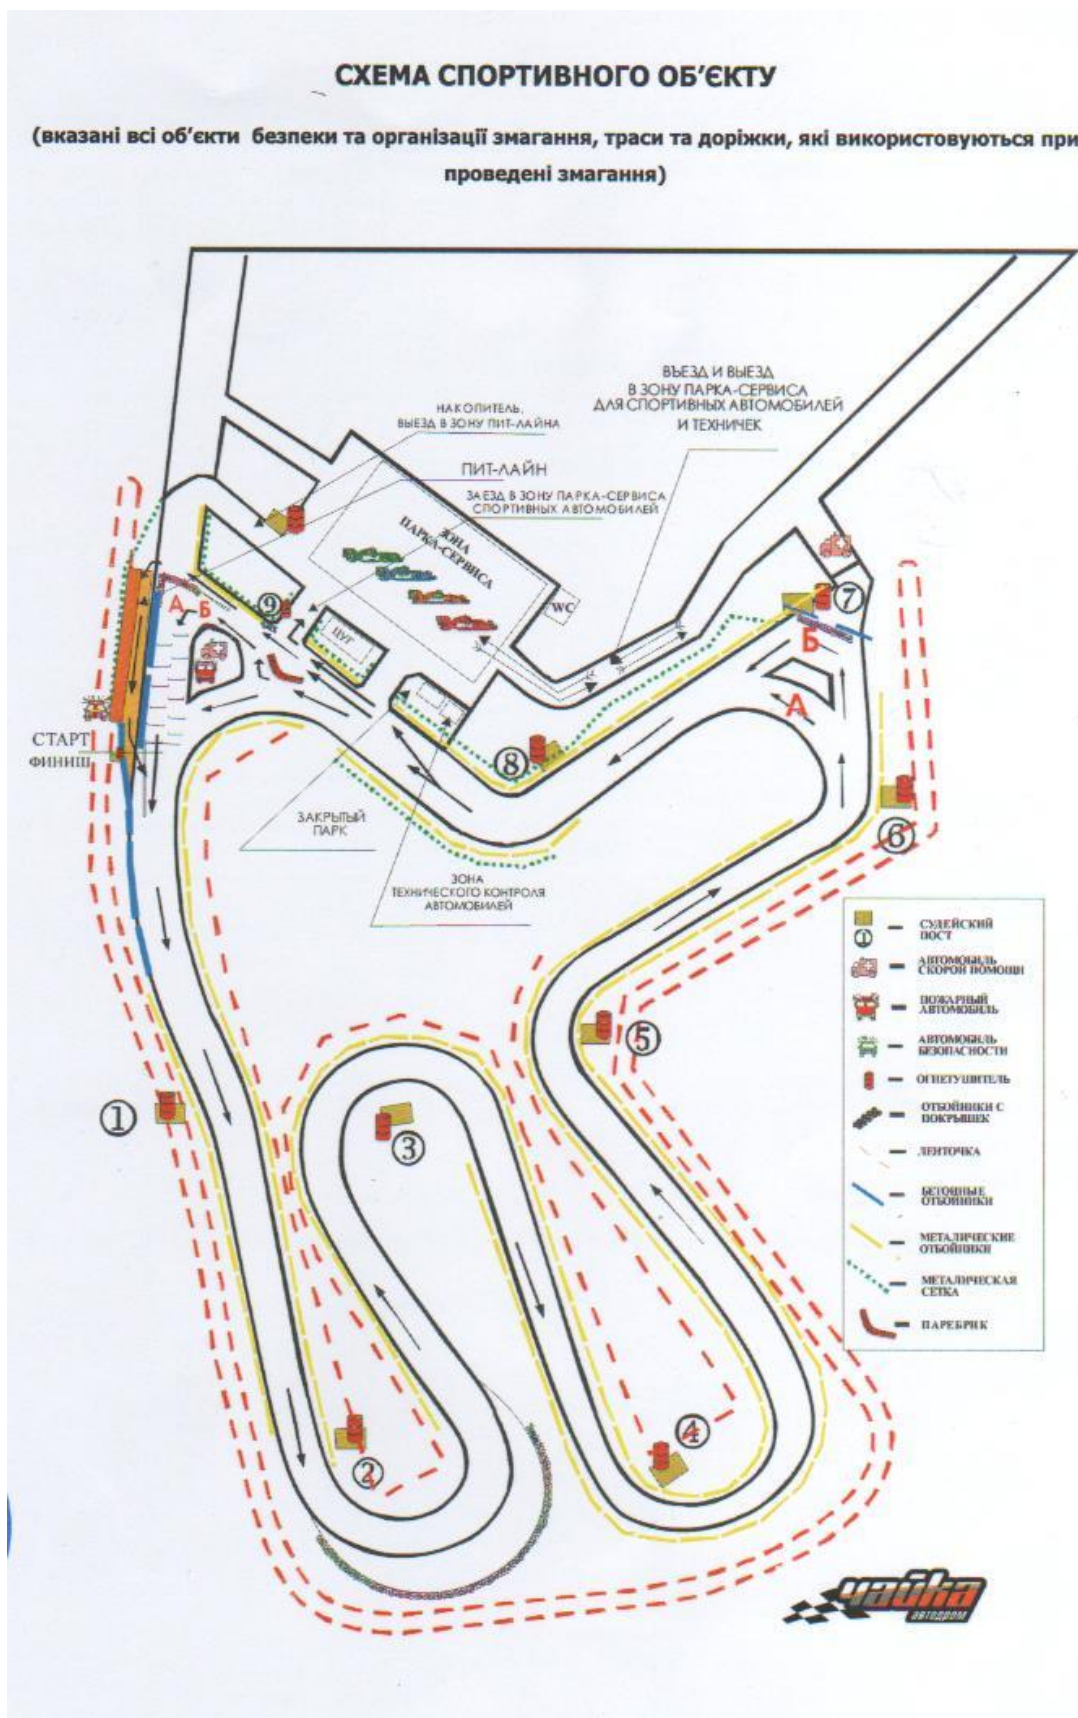 СХЕМА СПОРТИВНОГО ОБ’ЄКТУ
(вказані всі об’єкти безпеки та організації змагання, траси та доріжки, які використовуються при
проведені змагання)
ВЪЕЗД И ВЫЕЗД
В ЗОНУ ПАРКА-СЕРВИСА
ДЛЯ СПОРТИВНЫХ АВТОМОБИЛЕЙ
И ТЕХНИЧЕК
НАКОПИТЕЛЬ,
ВЫЕЗД В ЗОНУ ПИТ-ЛАЙНА
ПИТ-ЛАЙН
ЗАЕЗД В ЗОНУ ПАРКА-СЕРВИСА
СПОРТИВНЫХ АВТОМОБИЛЕЙ
ЗОНА
ПАРКА-СЕРВИСА
WC
7
9
А
Б
ЦУГ
Б
А
СТАРТ
ФИНИШ
8
6
ЗАКРЫТЫЙ
ПАРК
ЗОНА
ТЕХНИЧЕСКОГО КОНТРОЛЯ
АВТОМОБИЛЕЙ
5
1
3
4
2
СУДЕЙСКИЙ
ПОСТ
1
АВТОМОБИЛЬ
СКОРОЙ ПОМОЩИ
ПОЖАРНЫЙ
АВТОМОБИЛЬ
АВТОМОБИЛЬ
БЕЗОПАСНОСТИ
ОГНЕТУШИТЕЛЬ
ОТБОЙНИКИ С
ПОКРЫШЕК
ЛЕНТОЧКА
БЕТОННЫЕ
ОТБОЙНИКИ
МЕТАЛИЧЕСКИЕ
ОТБОЙНИКИ
МЕТАЛИЧЕСКАЯ
СЕТКА
ПАРЕБРИК
Чайка
автодром